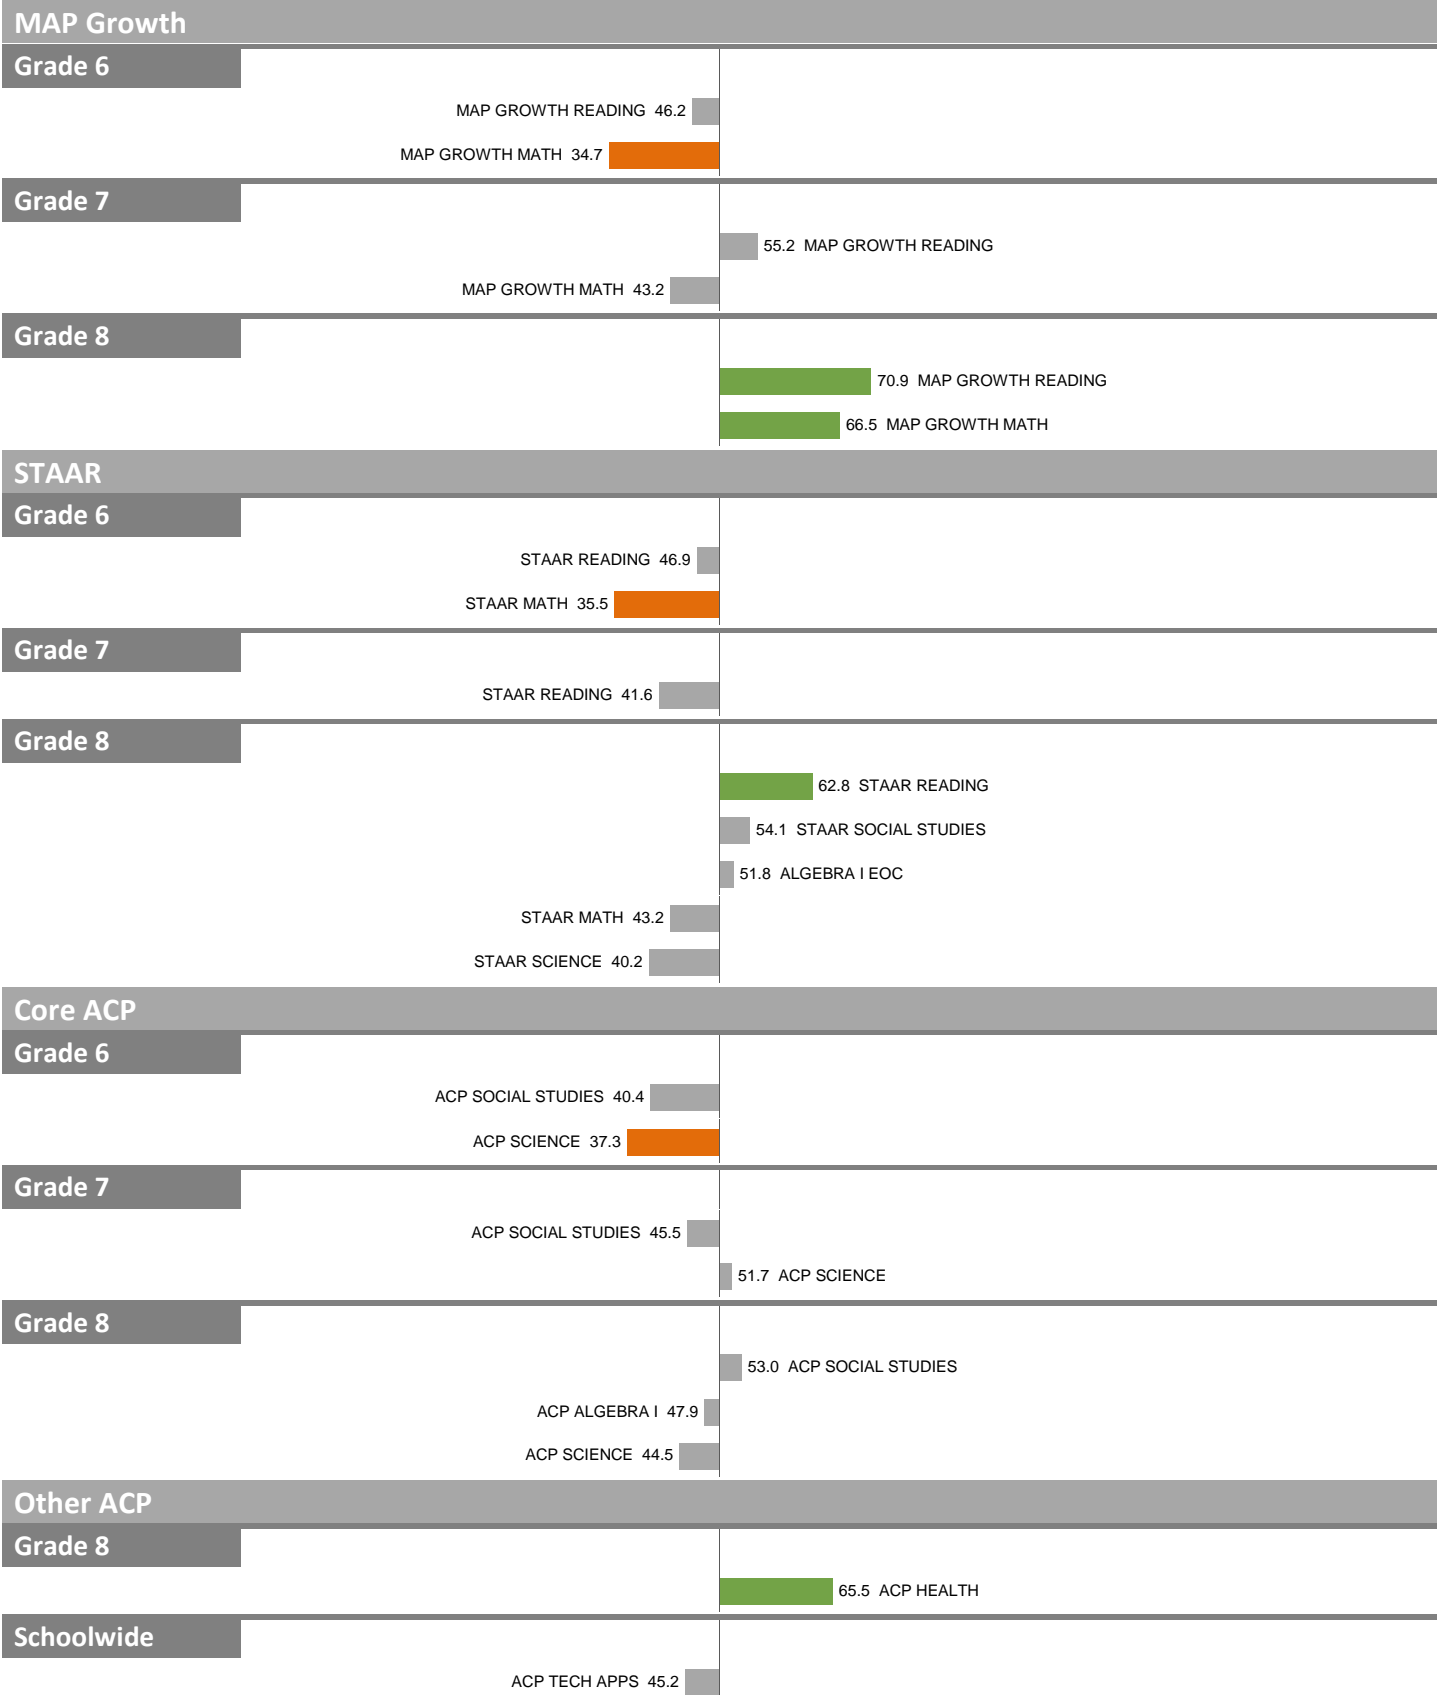 MAP Growth
Grade 6
MAP GROWTH READING 46.2
MAP GROWTH MATH 34.7
Grade 7
55.2 MAP GROWTH READING
MAP GROWTH MATH 43.2
Grade 8
70.9 MAP GROWTH READING
66.5 MAP GROWTH MATH
STAAR
Grade 6
STAAR READING 46.9
STAAR MATH 35.5
Grade 7
STAAR READING 41.6
Grade 8
62.8 STAAR READING
54.1 STAAR SOCIAL STUDIES
51.8 ALGEBRA I EOC
STAAR MATH 43.2
STAAR SCIENCE 40.2
Core ACP
Grade 6
ACP SOCIAL STUDIES 40.4
ACP SCIENCE 37.3
Grade 7
ACP SOCIAL STUDIES 45.5
51.7 ACP SCIENCE
Grade 8
53.0 ACP SOCIAL STUDIES
ACP ALGEBRA I 47.9
ACP SCIENCE 44.5
Other ACP
Grade 8
65.5 ACP HEALTH
Schoolwide
ACP TECH APPS 45.2